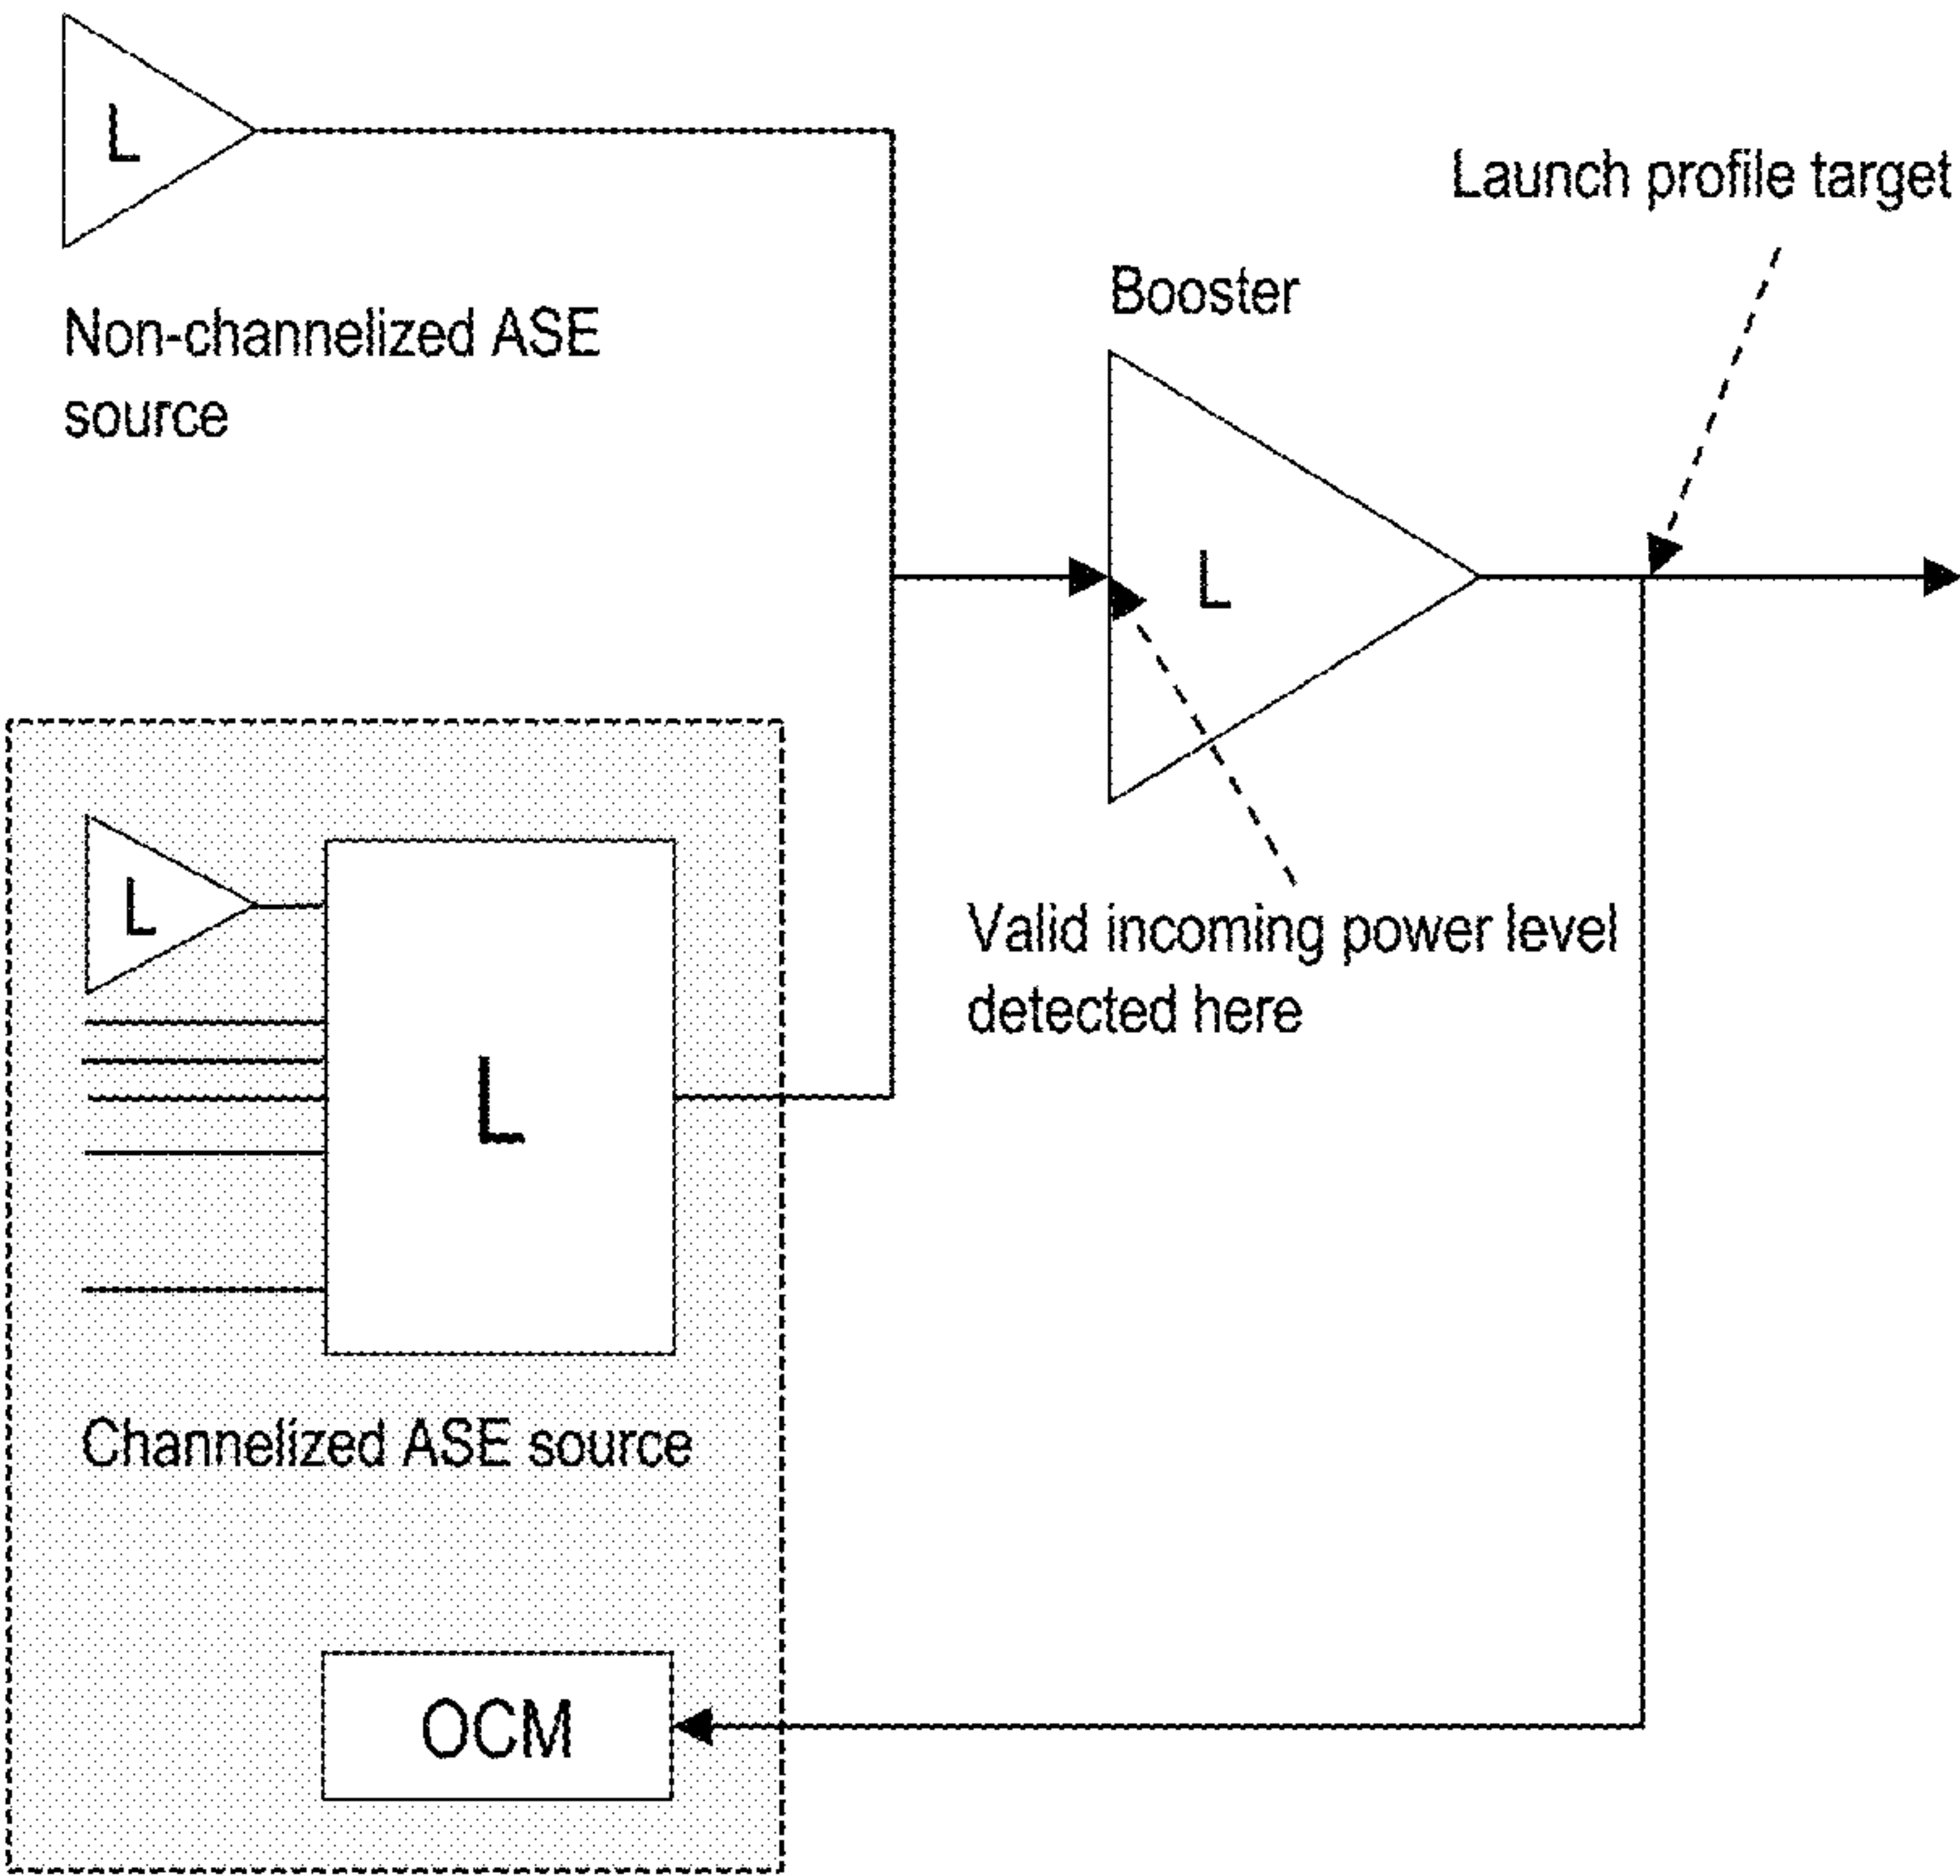 L
Non-channelized ASE
source
Launch profile target
Booster
L
L
L
Valid incoming power level
detected here
Channelized ASE source
OCM